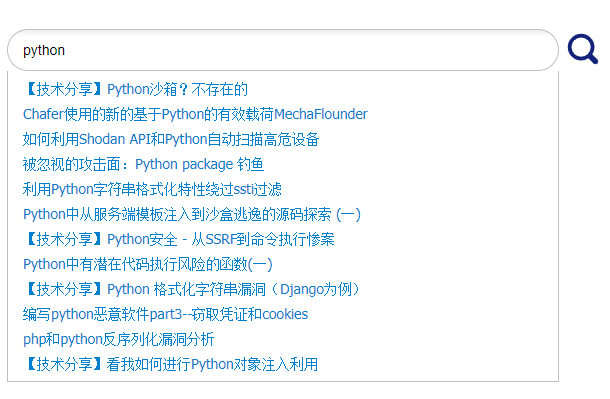 python
【技术分享】Python沙箱？不存在的
Chafer使用的新的基于Python的有效载荷MechaFlounder
如何利用Shodan API和Python自动扫描高危设备
被忽视的攻击面：Python package 钓鱼
利用Python字符串格式化特性绕过ssti过滤
Python中从服务端模板注入到沙盒逃逸的源码探索 (一)
【技术分享】Python安全 - 从SSRF到命令执行惨案
Python中有潜在代码执行风险的函数(一)
【技术分享】Python 格式化字符串漏洞（Django为例）
编写python恶意软件part3--窃取凭证和cookies
php和python反序列化漏洞分析
【技术分享】看我如何进行Python对象注入利用